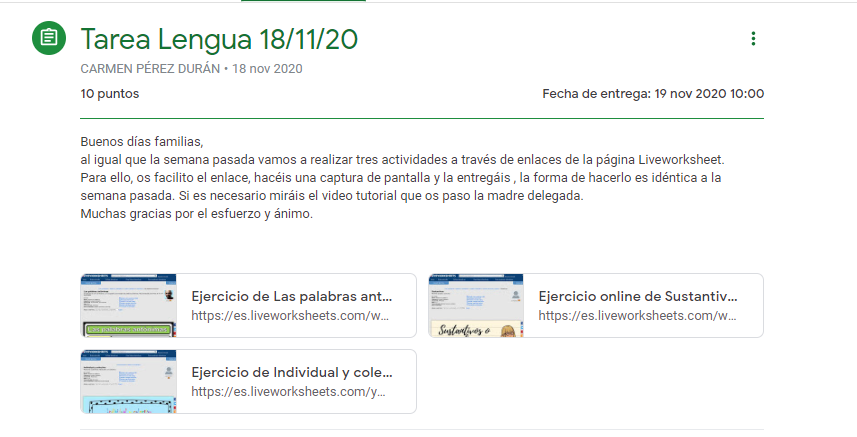 Tarea Lengua 18/11/20
CARMEN PÉREZ DURÁN • 18 nov 2020
10 puntos
Fecha de entrega: 19 nov 2020 10:00
Buenos días familias,
al igual que la semana pasada vamos a realizar tres actividades a través de enlaces de la página Liveworksheet.
Para ello, os facilito el enlace, hacéis una captura de pantalla y la entregáis , la forma de hacerlo es idéntica a la
semana pasada. Si es necesario miráis el video tutorial que os paso la madre delegada.
Muchas gracias por el esfuerzo y ánimo.
Ejercicio de Las palabras ant...
https://es.liveworksheets.com/w...
Ejercicio online de Sustantiv...
https://es.liveworksheets.com/w...
Sustantivos o
Ejercicio de Individual y cole...
https://es.liveworksheets.com/y...